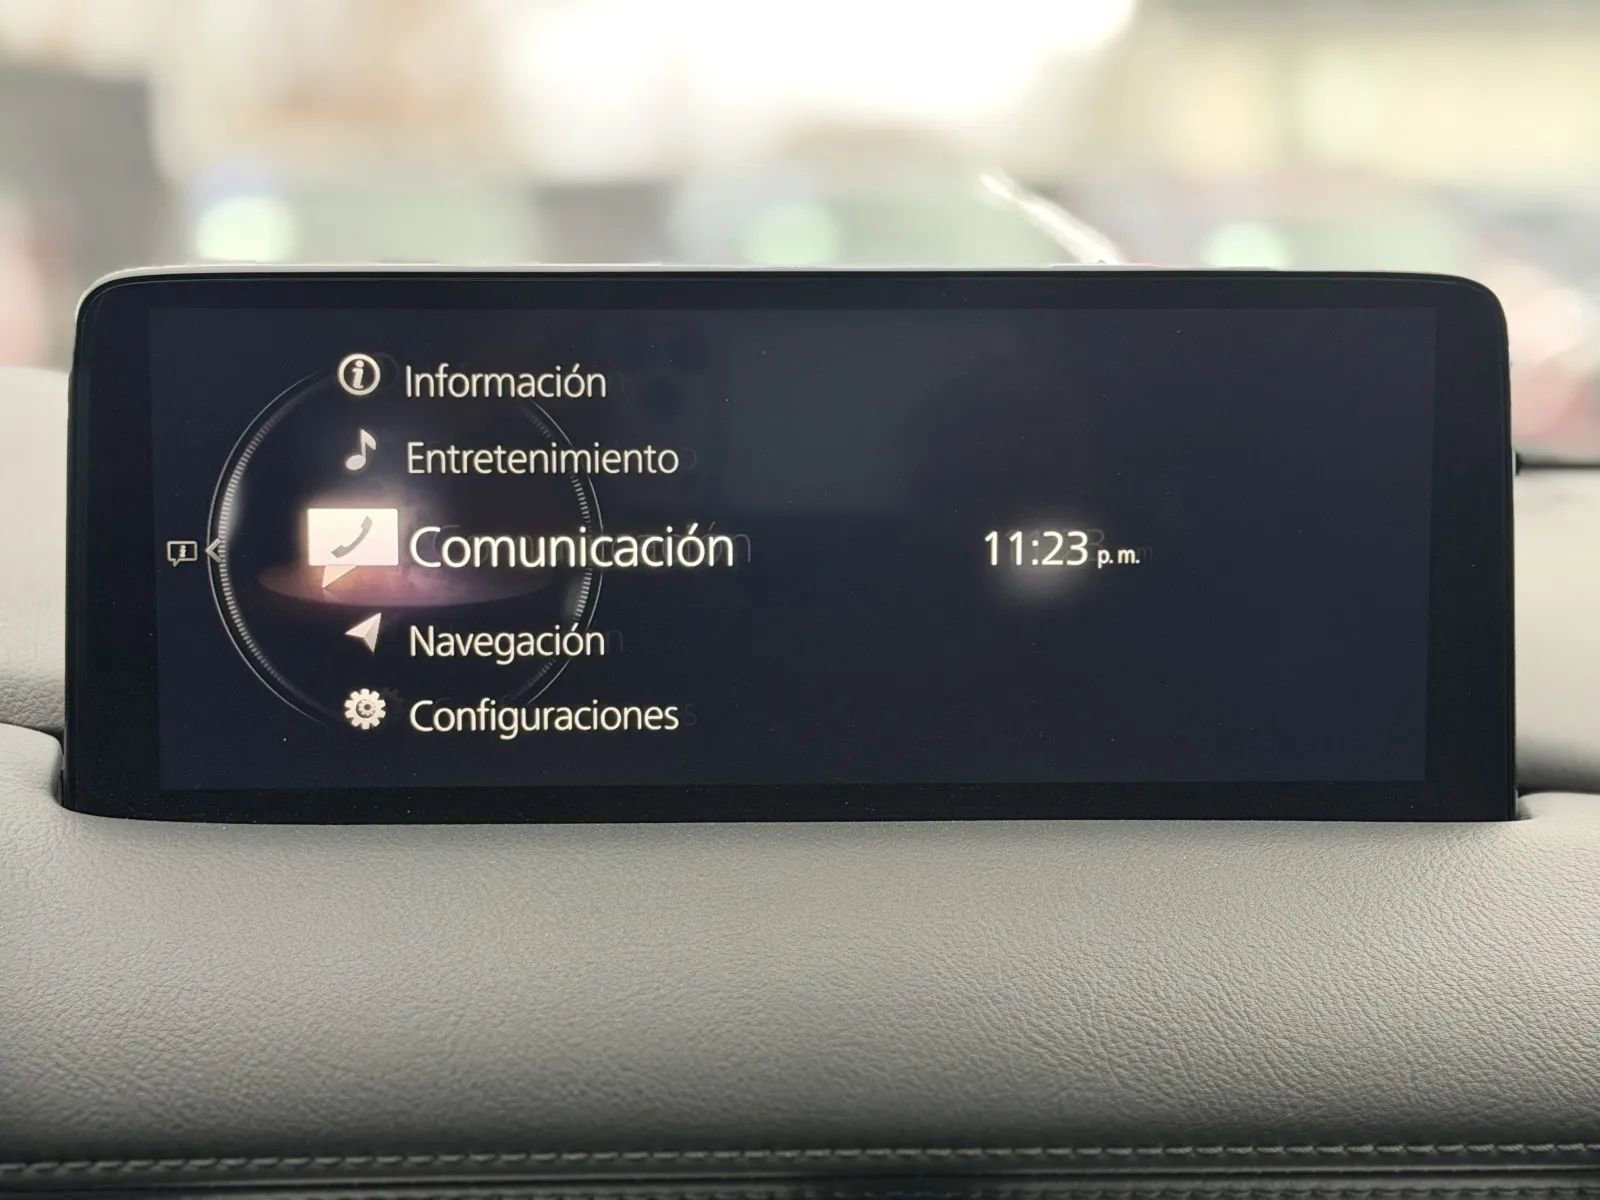 Información
Entretenimiento
Comunicación
11:23 p. m.
Navegación
Configuraciones